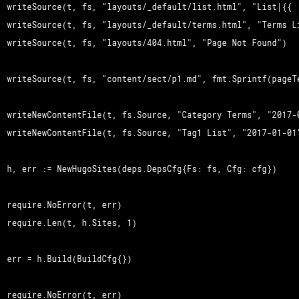 writeSource(t, fs, "layouts/_default/list.html", "List|{{
writeSource(t, fs, "layouts/_default/terms.html", "Terms Li
writeSource(t, fs, "layouts/404.html", "Page Not Found")
writeSource(t, fs, "content/sect/p1.md", fmt.Sprintf(pageTe
writeNewContentFile(t, fs.Source, "Category Terms", "2017-0
writeNewContentFile(t, fs.Source, "Tag1 List", "2017-01-01"
h, err := NewHugoSites(deps.DepsCfg{Fs: fs, Cfg: cfg})
require.NoError(t, err)
require.Len(t, h.Sites, 1)
err = h.Build(BuildCfg{})
require.NoError(t, err)